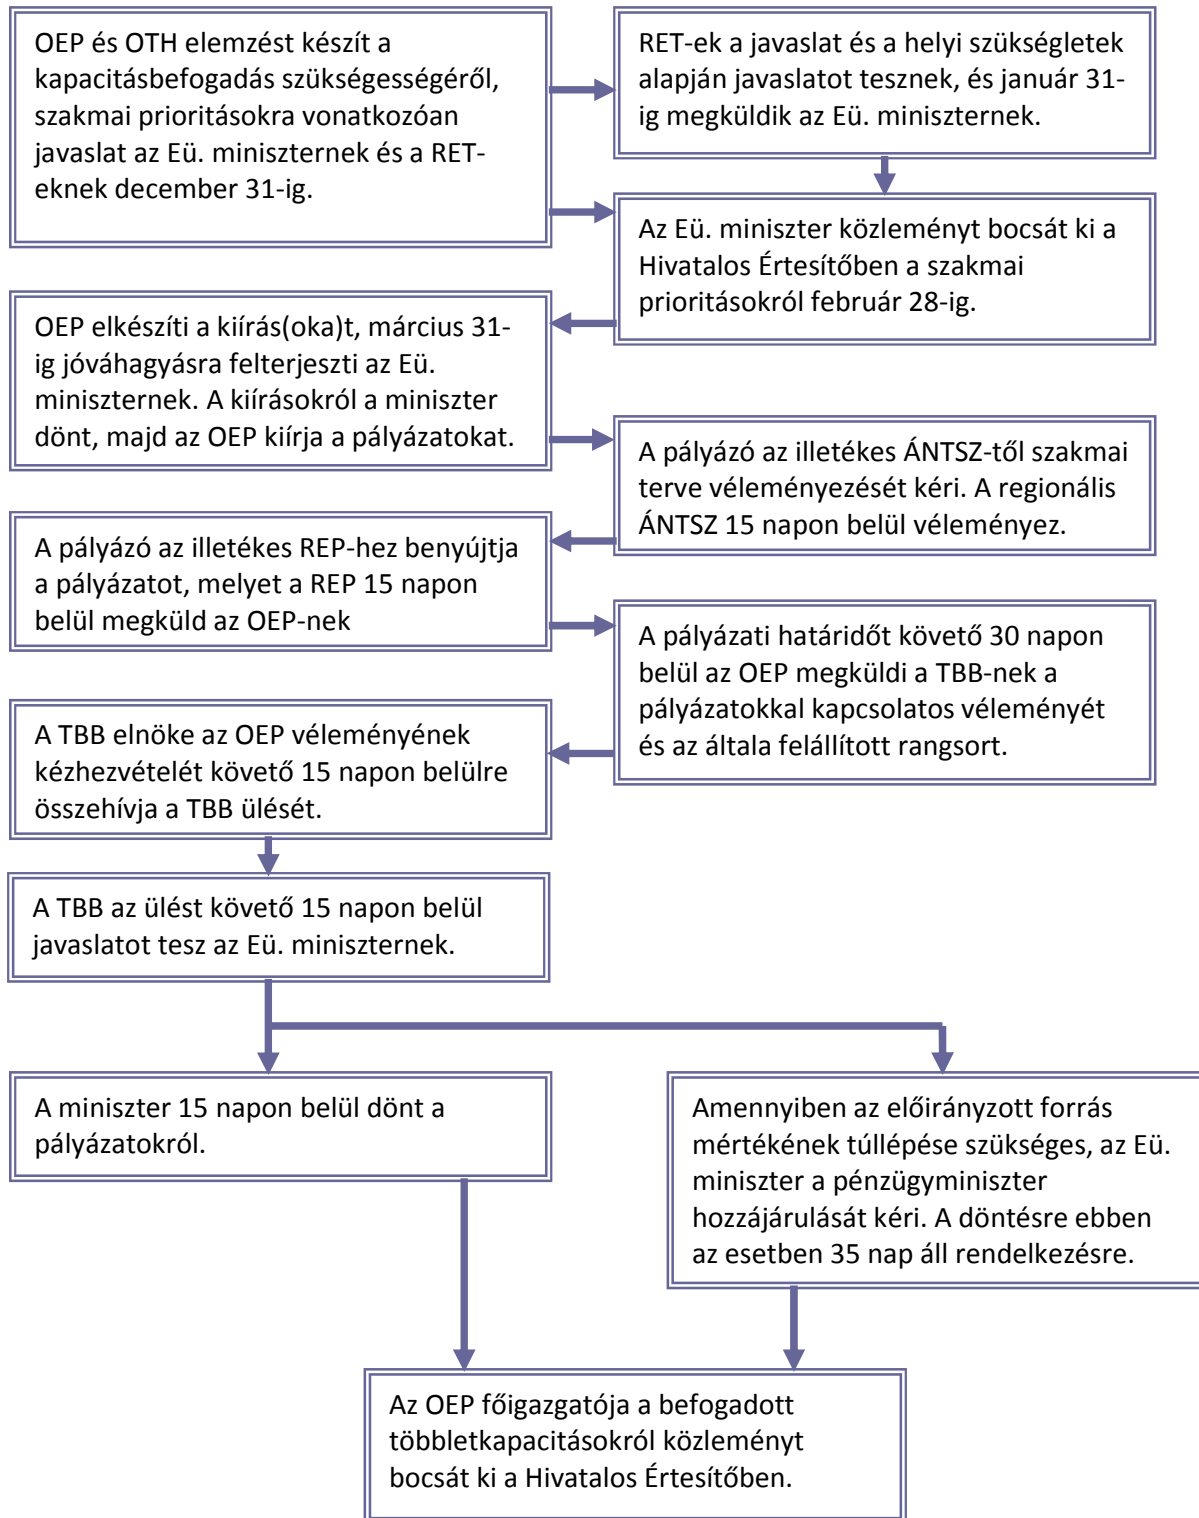 OEP és OTH elemzést készít a
kapacitásbefogadás szükségességéről,
szakmai prioritásokra vonatkozóan
javaslat az Eü. miniszternek és a RET-
eknek december 31-ig.
RET-ek a javaslat és a helyi szükségletek
alapján javaslatot tesznek, és január 31-
ig megküldik az Eü. miniszternek.
Az Eü. miniszter közleményt bocsát ki a
Hivatalos Értesítőben a szakmai
prioritásokról február 28-ig.
OEP elkészíti a kiírás(oka)t, március 31-
ig jóváhagyásra felterjeszti az Eü.
miniszternek. A kiírásokról a miniszter
dönt, majd az OEP kiírja a pályázatokat.
A pályázó az illetékes ÁNTSZ-től szakmai
terve véleményezését kéri. A regionális
ÁNTSZ 15 napon belül véleményez.
A pályázó az illetékes REP-hez benyújtja
a pályázatot, melyet a REP 15 napon
belül megküld az OEP-nek
A pályázati határidőt követő 30 napon
belül az OEP megküldi a TBB-nek a
pályázatokkal kapcsolatos véleményét
és az általa felállított rangsort.
A TBB elnöke az OEP véleményének
kézhezvételét követő 15 napon belülre
összehívja a TBB ülését.
A TBB az ülést követő 15 napon belül
javaslatot tesz az Eü. miniszternek.
A miniszter 15 napon belül dönt a
pályázatokról.
Amennyiben az előirányzott forrás
mértékének túllépése szükséges, az Eü.
miniszter a pénzügyminiszter
hozzájárulását kéri. A döntésre ebben
az esetben 35 nap áll rendelkezésre.
Az OEP főigazgatója a befogadott
többletkapacitásokról közleményt
bocsát ki a Hivatalos Értesítőben.